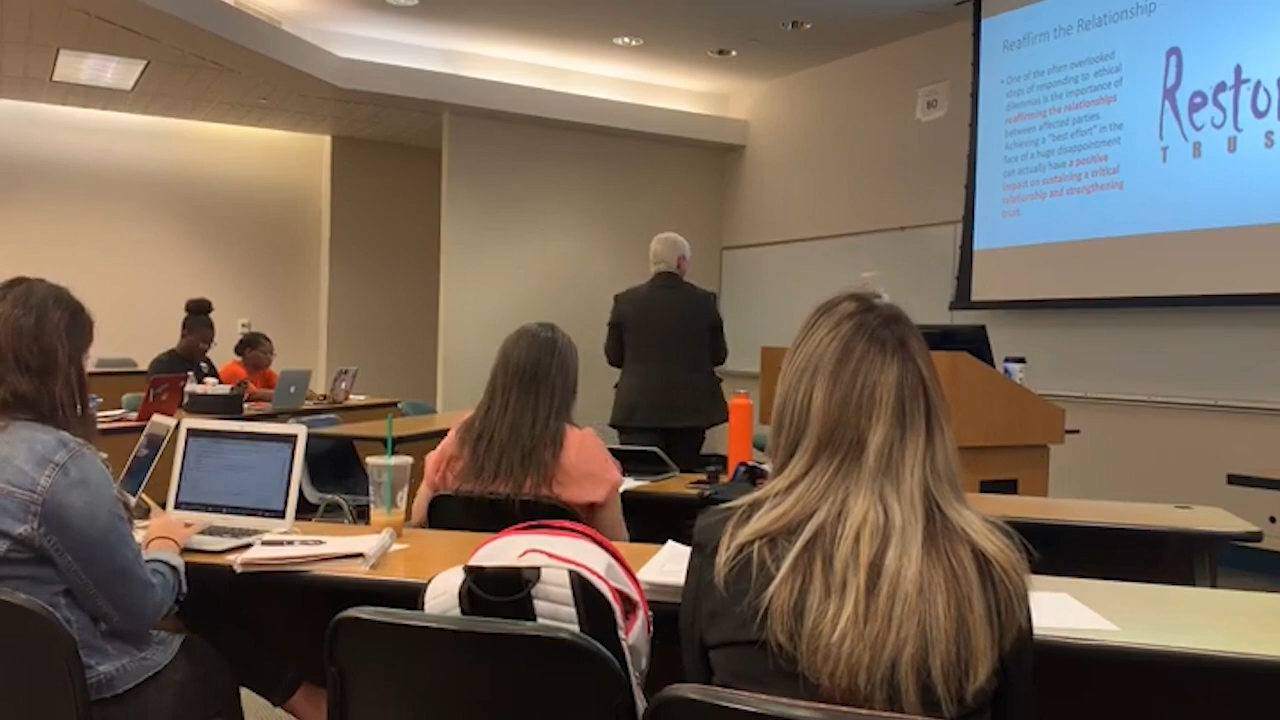 Reaffirm the Relationship
• One of the often overlooked
steps of responding to ethical
dilemmas is the importance of
reaffirming the relationships
between affected parties.
Achieving a "best effort" in the
face of a huge disappointment
can actually have a positive
impact on sustaining a critical
relationship and strengthening
trust.
Resto
TRUS
60